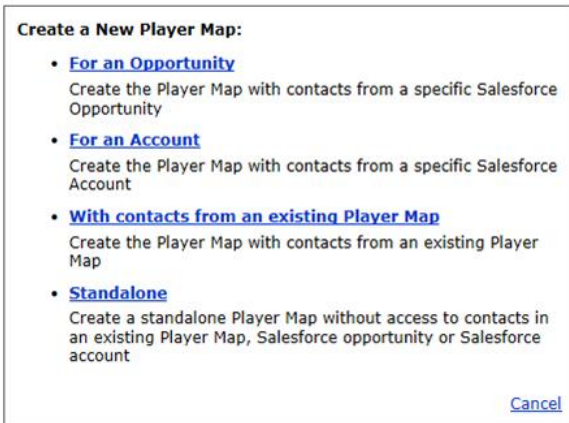 Create a New Player Map:
• For an Opportunity
Create the Player Map with contacts from a specific Salesforce
Opportunity
• For an Account
Create the Player Map with contacts from a specific Salesforce
Account
• With contacts from an existing Player Map
Create the Player Map with contacts from an existing Player
Map
• Standalone
Create a standalone Player Map without access to contacts in
an existing Player Map, Salesforce opportunity or Salesforce
account
Cancel